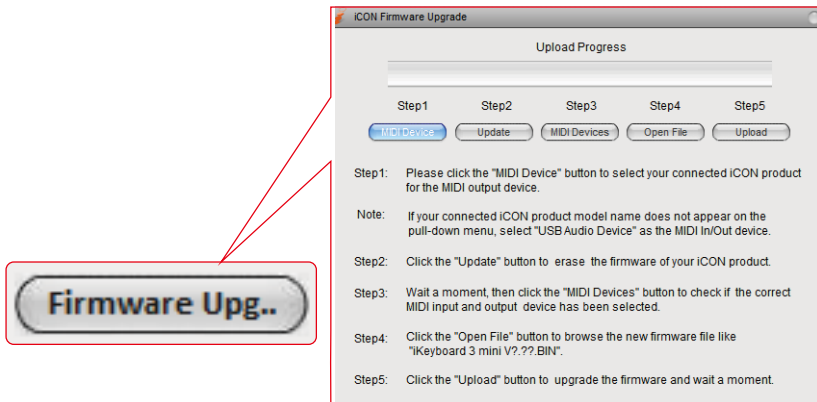 iCON Firmware Upgrade
Upload Progress
Step1 Step2 Step3 Step4 Step5
MIDI Device Update MIDI Devices Open File Upload
Step1: Please click the "MIDI Device" button to select your connected iCON product
for the MIDI output device.
Note: If your connected iCON product model name does not appear on the
pull-down menu, select "USB Audio Device" as the MIDI In/Out device.
Step2: Click the "Update" button to erase the firmware of your iCON product.
Step3: Wait a moment, then click the "MIDI Devices" button to check if the correct
MIDI input and output device has been selected.
Step4: Click the "Open File" button to browse the new firmware file like
"iKeyboard 3 mini V?.??.BIN".
Step5: Click the "Upload" button to upgrade the firmware and wait a moment.
Firmware Upg..